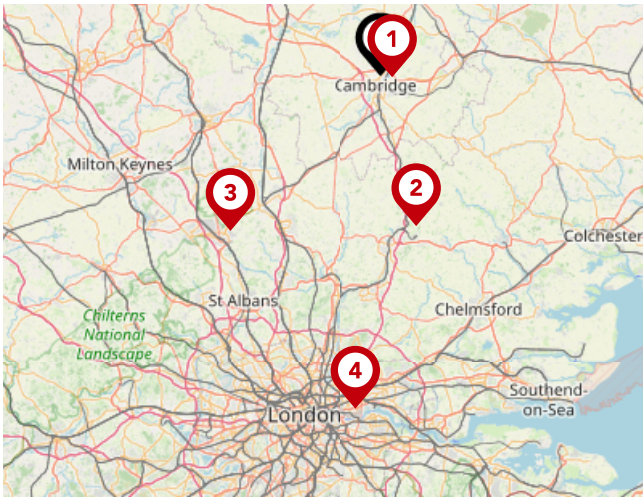 1
Cambridge
Milton Keynes
3
2
Colchester
St Albans
Chelmsford
Chilterns
National
Landscape
4
Southend-
on-Sea
London